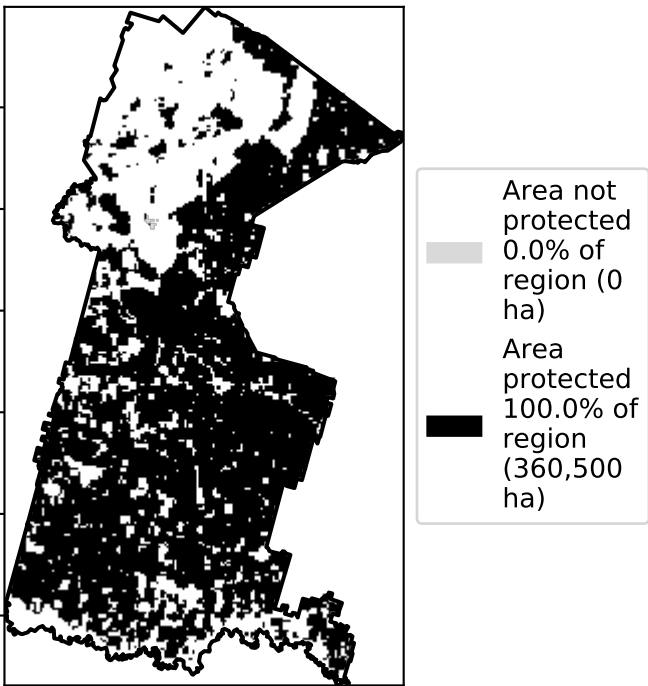 Area not
protected
0.0% of
region (0
ha)
Area
protected
100.0% of
region
(360,500
ha)